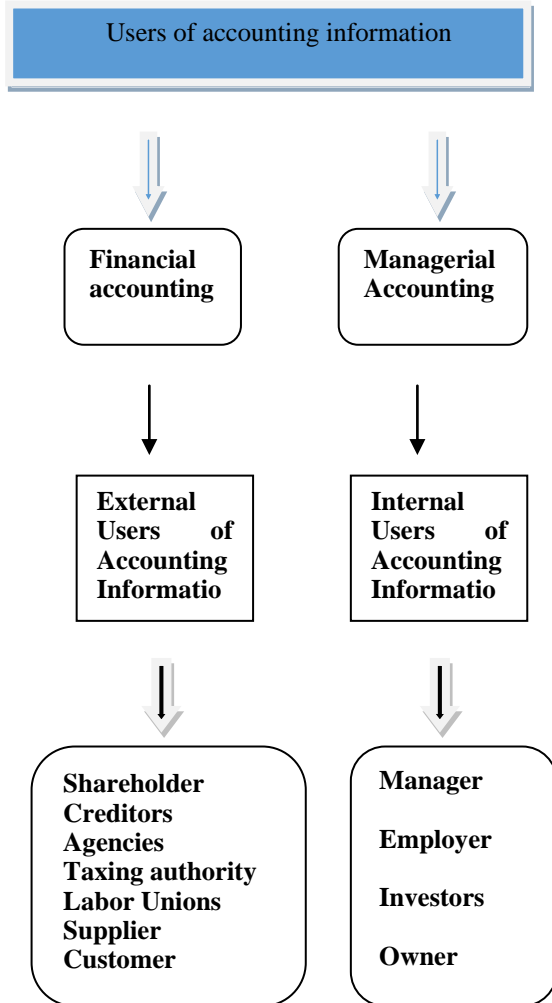 Users of accounting information
Financial
accounting
Managerial
Accounting
External
Users of
Accounting
Informatio
Internal
Users of
Accounting
Informatio
Shareholder
Creditors
Agencies
Taxing authority
Labor Unions
Supplier
Customer
Manager
Employer
Investors
Owner